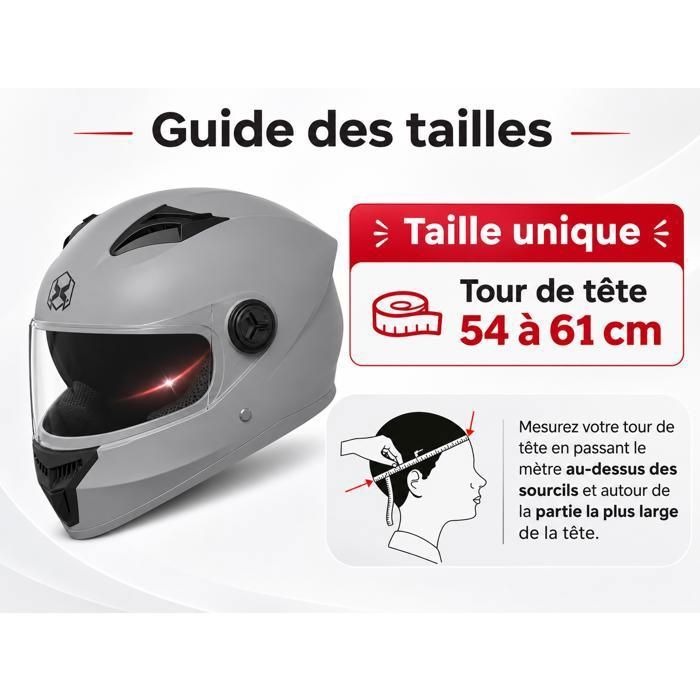 Guide des tailles
Taille unique
Tour de tête
54 à 61 cm
Mesurez votre tour de
tête en passant le
mètre au-dessus des
sourcils et autour de
la partie la plus large
de la tête.